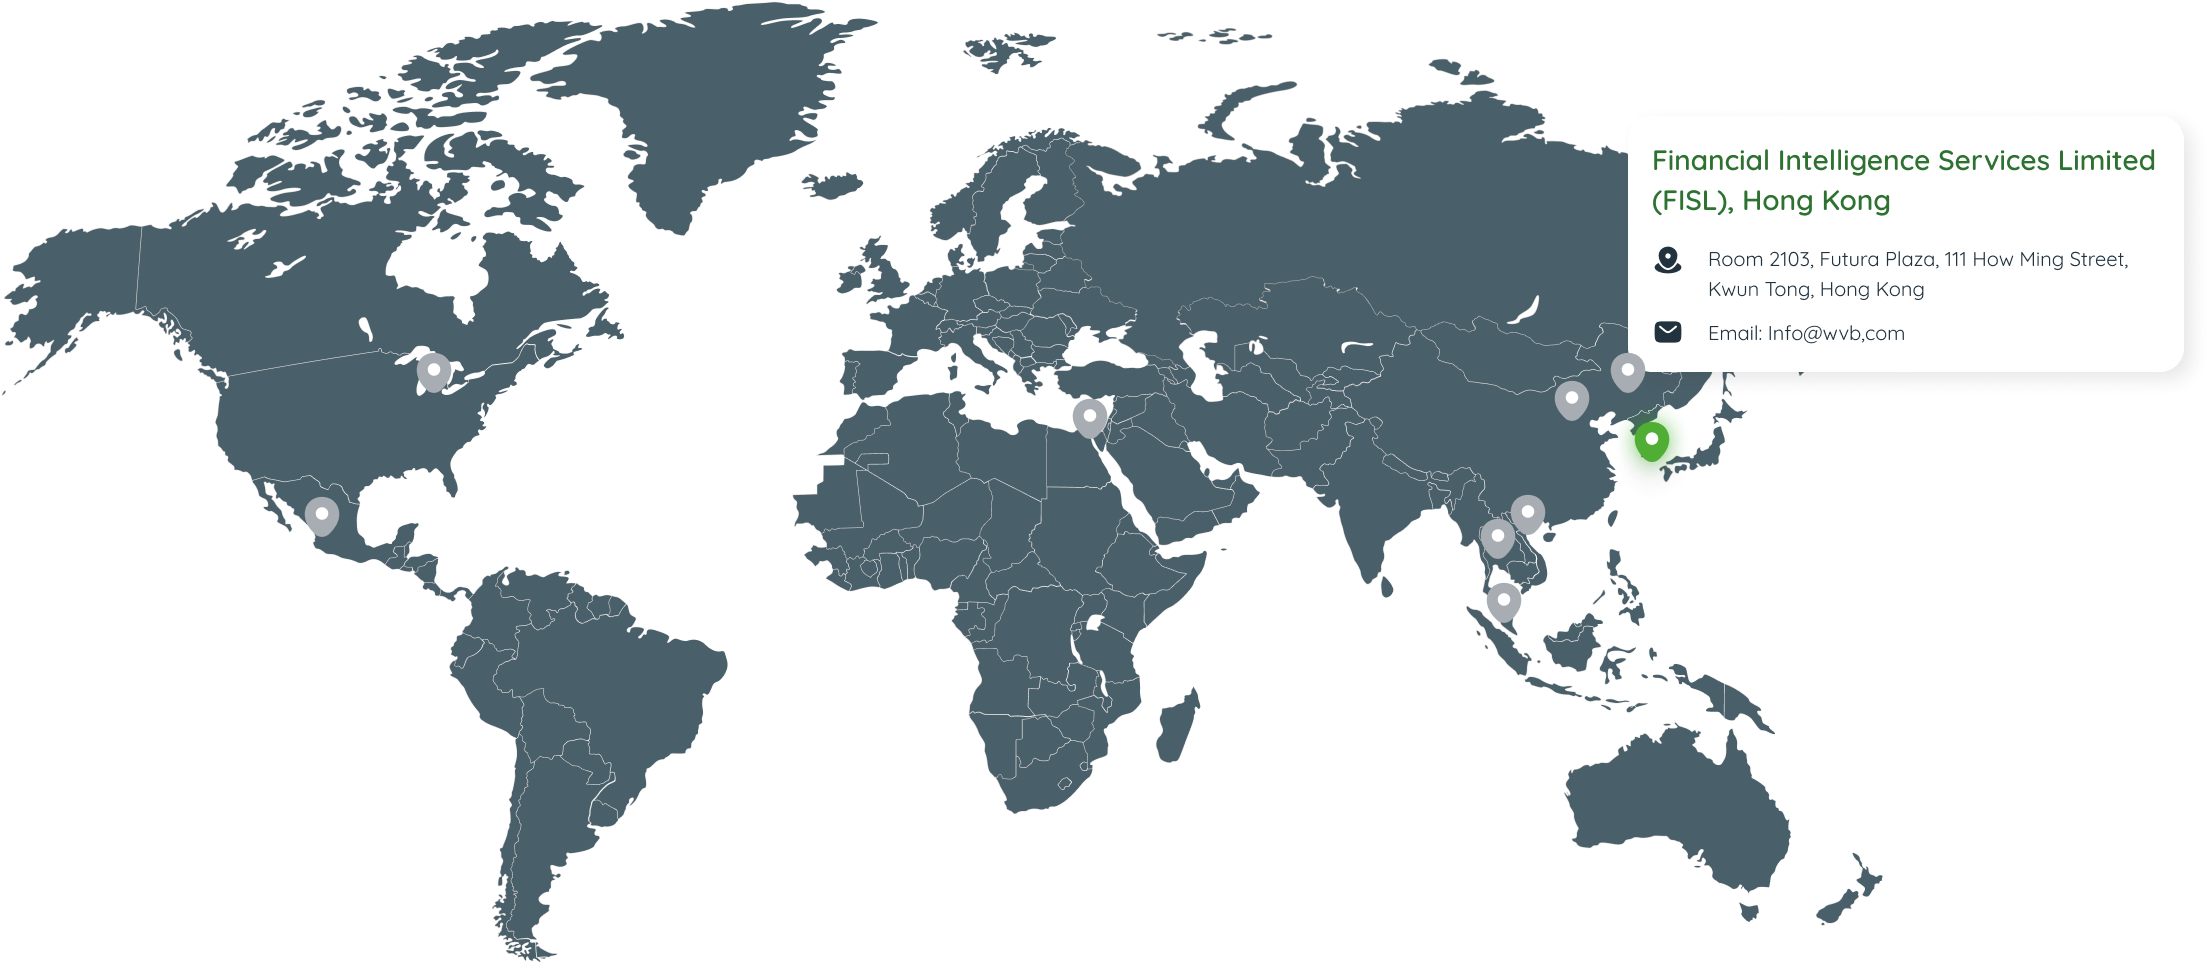 Financial Intelligence Services Limited
(FISL), Hong Kong
Room 2103, Futura Plaza, 111 How Ming Street,
Kwun Tong, Hong Kong
Email: Info@wvb,com